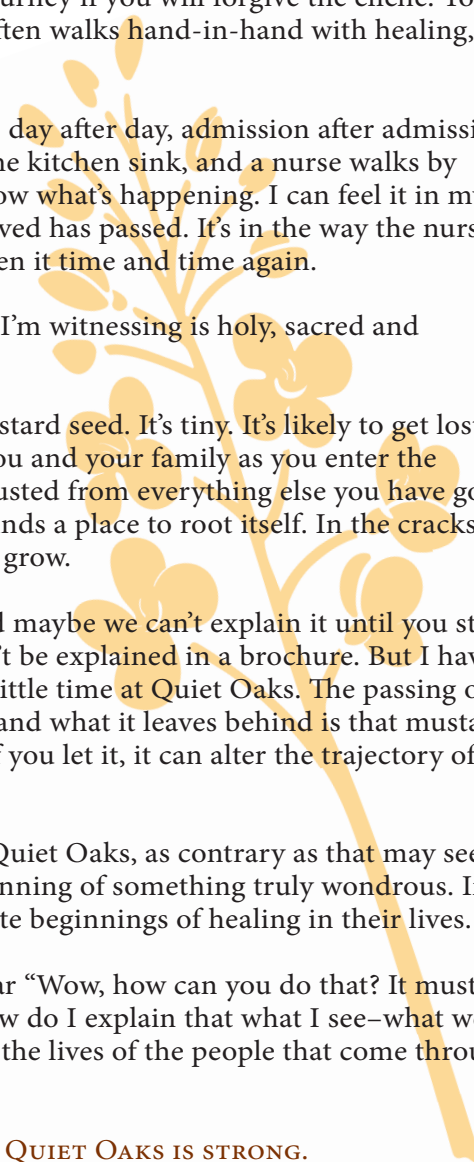 urney if you will forgive the cliché. To
ften walks hand-in-hand with healing,
day after day, admission after admissi
he kitchen sink, and a nurse walks by
ow what's happening. I can feel it in m
ved has passed. It's in the way the nurs
en it time and time again.
I'm witnessing is holy, sacred and
stard seed. It's tiny. It's likely to get los
ou and your family as you enter the
usted from everything else you have go
nds a place to root itself. In the cracks
grow.
d maybe we can't explain it until you st
't be explained in a brochure. But I hav
ittle time at Quiet Oaks. The passing o
and what it leaves behind is that musta
f you let it, it can alter the trajectory of
Quiet Oaks, as contrary as that may see
nning of something truly wondrous. I
te beginnings of healing in their lives.
ar “Wow, how can you do that? It must
w do I explain that what I see–what w
the lives of the people that come throu
Quiet Oaks is strong.